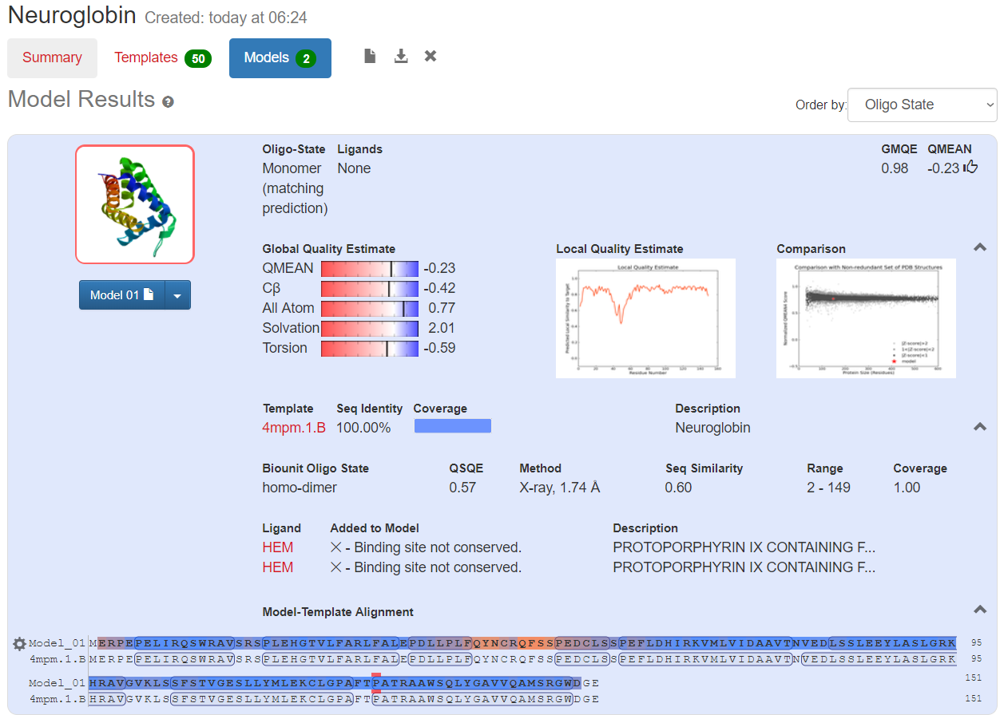 Neuroglobin Created: today at 06:24
Summary Templates 50 Models 2
Model Results ?
Order by: Oligo State
Oligo-State Ligands GMQE QMEAN
Monomer None 0.98 -0.23
(matching
prediction)
Global Quality Estimate Local Quality Estimate Comparison
QMEAN -0.23
Cβ -0.42
All Atom 0.77
Solvation 2.01
Torsion -0.59
Local Quality Estimate
Predicted Local Similarity to Target
Residue Number
Comparison with Non-redundant Set of PDB Structures
Normalized QMEAN4 Score
|Z-score|>2
1<|Z-score|<2
|Z-score|<1
model
Protein Size (Residues)
Model 01
Template Seq Identity Coverage Description
4mpm.1.B 100.00% Neuroglobin
Biounit Oligo State QSQE Method Seq Similarity Range Coverage
homo-dimer 0.57 X-ray, 1.74 Å 0.60 2 - 149 1.00
Ligand Added to Model Description
HEM ✕ - Binding site not conserved. PROTOPORPHYRIN IX CONTAINING F...
HEM ✕ - Binding site not conserved. PROTOPORPHYRIN IX CONTAINING F...
Model-Template Alignment
Model_01 MERPEPELIRQSWRAVSRSPLEHGTVLFARLFALEPDLLPLFQYNCRQFSSPEDCLSSPEFLDHIRKVMLVIDAAVTNVEDLSSLEEYLASLGRK 95
4mpm.1.B MERPEPELIRQSWRAVSRSPLEHGTVLFARLFALEPDLLPLFQYNCRQFSSPEDCLSSPEFLDHIRKVMLVIDAAVTNVEDLSSLEEYLASLGRK 95
Model_01 HRAVGVKLSSFSTVGESLLYMLEKCLGPAFTPATRAAWSQLYGAVVQAMSRGWDGE 151
4mpm.1.B HRAVGVKLSSFSTVGESLLYMLEKCLGPAFTPATRAAWSQLYGAVVQAMSRGWDGE 151